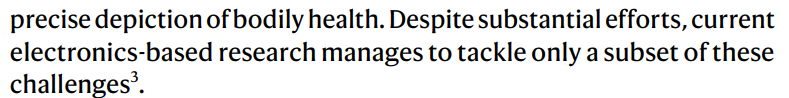 precise depiction of bodily health. Despite substantial efforts, current
electronics-based research manages to tackle only a subset of these
challenges³.